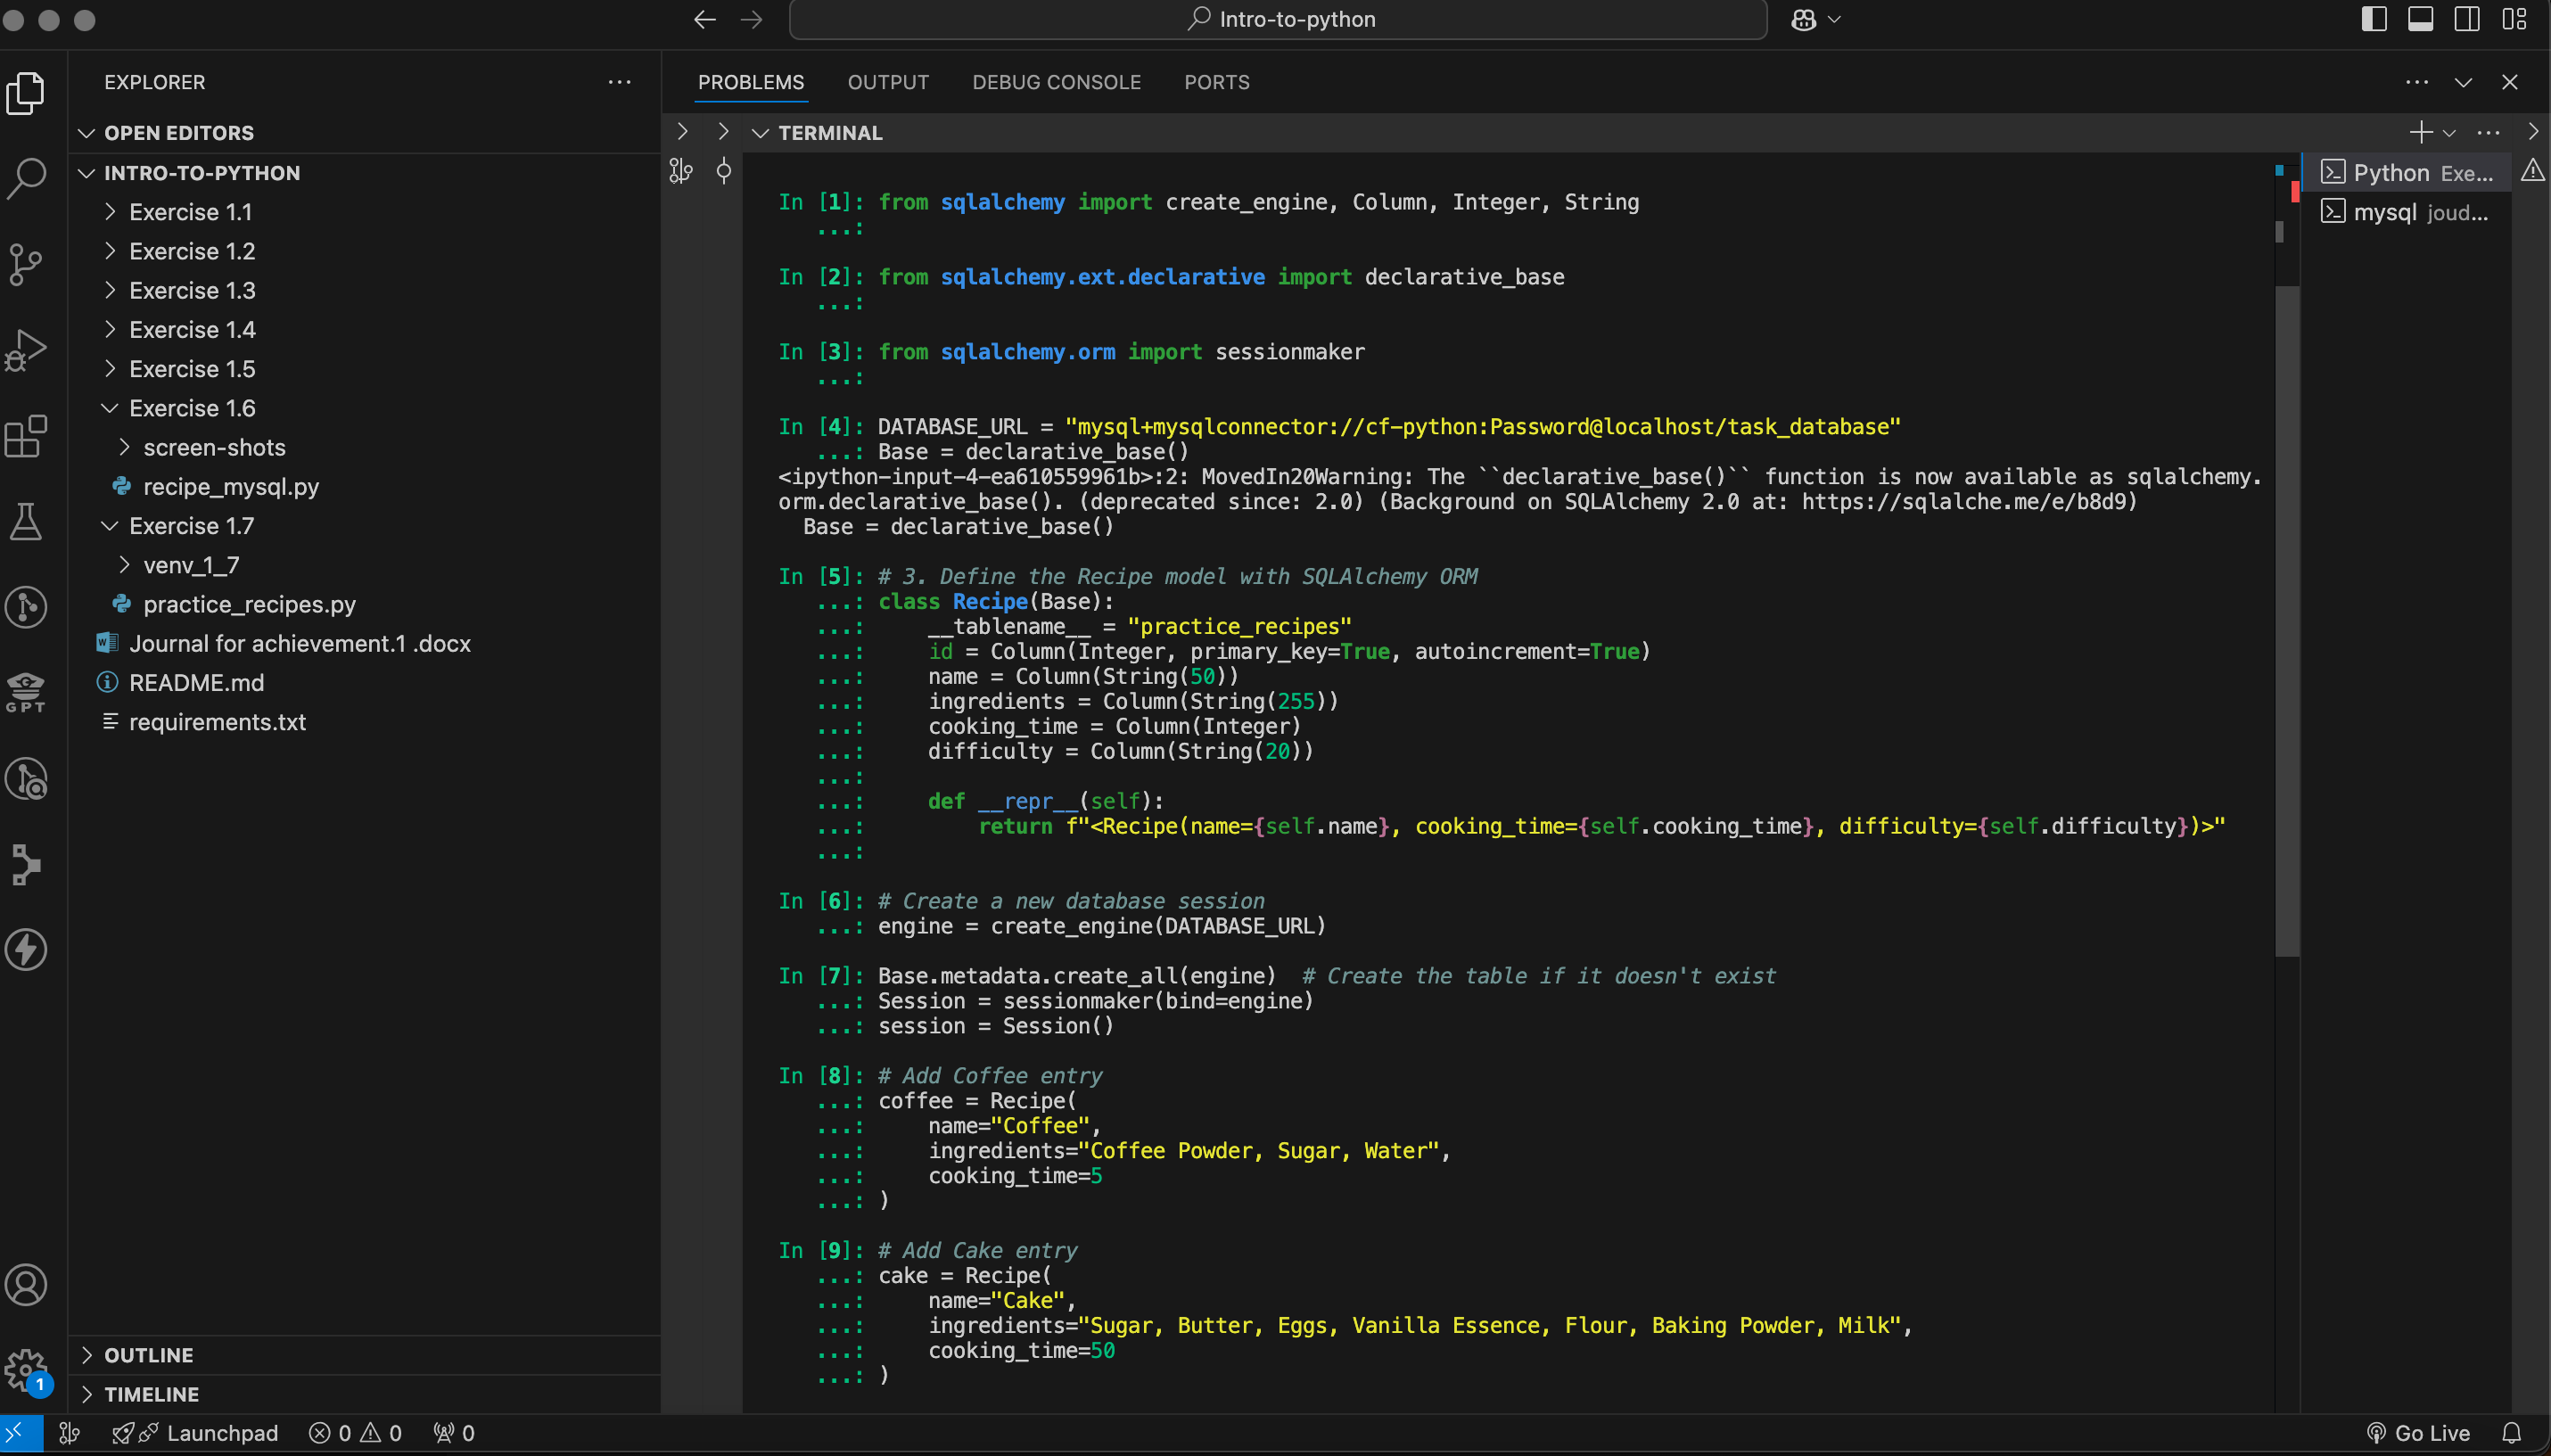 Intro-to-python
EXPLORER
OPEN EDITORS
INTRO-TO-PYTHON
Exercise 1.1
Exercise 1.2
Exercise 1.3
Exercise 1.4
Exercise 1.5
Exercise 1.6
screen-shots
recipe_mysql.py
Exercise 1.7
venv_1_7
practice_recipes.py
Journal for achievement.1 .docx
README.md
requirements.txt
GPT
OUTLINE
TIMELINE
1
PROBLEMS OUTPUT DEBUG CONSOLE PORTS
TERMINAL
Python Exe...
mysql joud...
In [1]: from sqlalchemy import create_engine, Column, Integer, String
...:
In [2]: from sqlalchemy.ext.declarative import declarative_base
...:
In [3]: from sqlalchemy.orm import sessionmaker
...:
In [4]: DATABASE_URL = "mysql+mysqlconnector://cf-python:Password@localhost/task_database"
...: Base = declarative_base()
<ipython-input-4-ea610559961b>:2: MovedIn20Warning: The ``declarative_base()`` function is now available as sqlalchemy.
orm.declarative_base(). (deprecated since: 2.0) (Background on SQLAlchemy 2.0 at: https://sqlalche.me/e/b8d9)
Base = declarative_base()
In [5]: # 3. Define the Recipe model with SQLAlchemy ORM
...: class Recipe(Base):
...:     __tablename__ = "practice_recipes"
...:     id = Column(Integer, primary_key=True, autoincrement=True)
...:     name = Column(String(50))
...:     ingredients = Column(String(255))
...:     cooking_time = Column(Integer)
...:     difficulty = Column(String(20))
...:
...:     def __repr__(self):
...:         return f"<Recipe(name={self.name}, cooking_time={self.cooking_time}, difficulty={self.difficulty})>"
...:
In [6]: # Create a new database session
...: engine = create_engine(DATABASE_URL)
In [7]: Base.metadata.create_all(engine)  # Create the table if it doesn't exist
...: Session = sessionmaker(bind=engine)
...: session = Session()
In [8]: # Add Coffee entry
...: coffee = Recipe(
...:     name="Coffee",
...:     ingredients="Coffee Powder, Sugar, Water",
...:     cooking_time=5
...: )
In [9]: # Add Cake entry
...: cake = Recipe(
...:     name="Cake",
...:     ingredients="Sugar, Butter, Eggs, Vanilla Essence, Flour, Baking Powder, Milk",
...:     cooking_time=50
...: )
Launchpad 0 0 0
Go Live